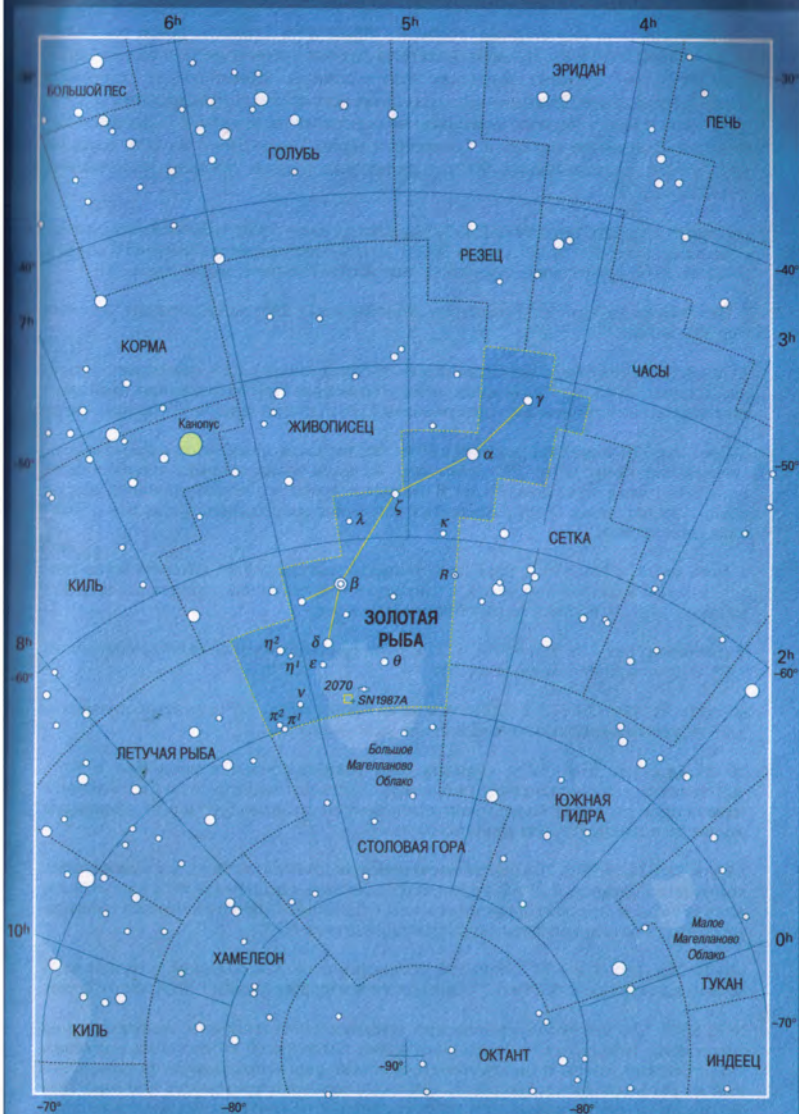 6h
5h
4h
-30°
БОЛЬШОЙ ПЕС
ЭРИДАН
-30°
ПЕЧЬ
ГОЛУБЬ
-40°
РЕЗЕЦ
-40°
7h
КОРМА
3h
ЧАСЫ
γ
Канопус
ЖИВОПИСЕЦ
-50°
α
-50°
ζ
λ
κ
СЕТКА
R
КИЛЬ
β
ЗОЛОТАЯ
РЫБА
8h
-60°
η²
δ
η¹
ε
θ
2h
-60°
2070
SN1987A
ν
π²
π¹
ЛЕТУЧАЯ РЫБА
Большое
Магелланово
Облако
ЮЖНАЯ
ГИДРА
СТОЛОВАЯ ГОРА
10h
Малое
Магелланово
Облако
0h
ХАМЕЛЕОН
ТУКАН
КИЛЬ
-70°
ОКТАНТ
ИНДЕЕЦ
-90°
-70°
-80°
-80°